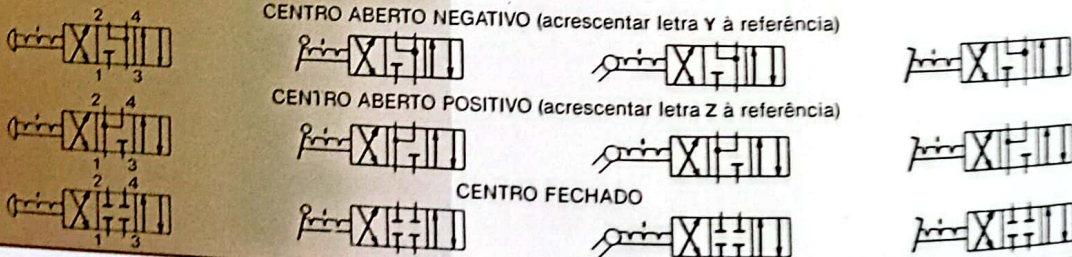 2 4
CENTRO ABERTO NEGATIVO (acrescentar letra Y à referência)
1 3
2 4
CENTRO ABERTO POSITIVO (acrescentar letra Z à referência)
1 3
2 4
CENTRO FECHADO
1 3